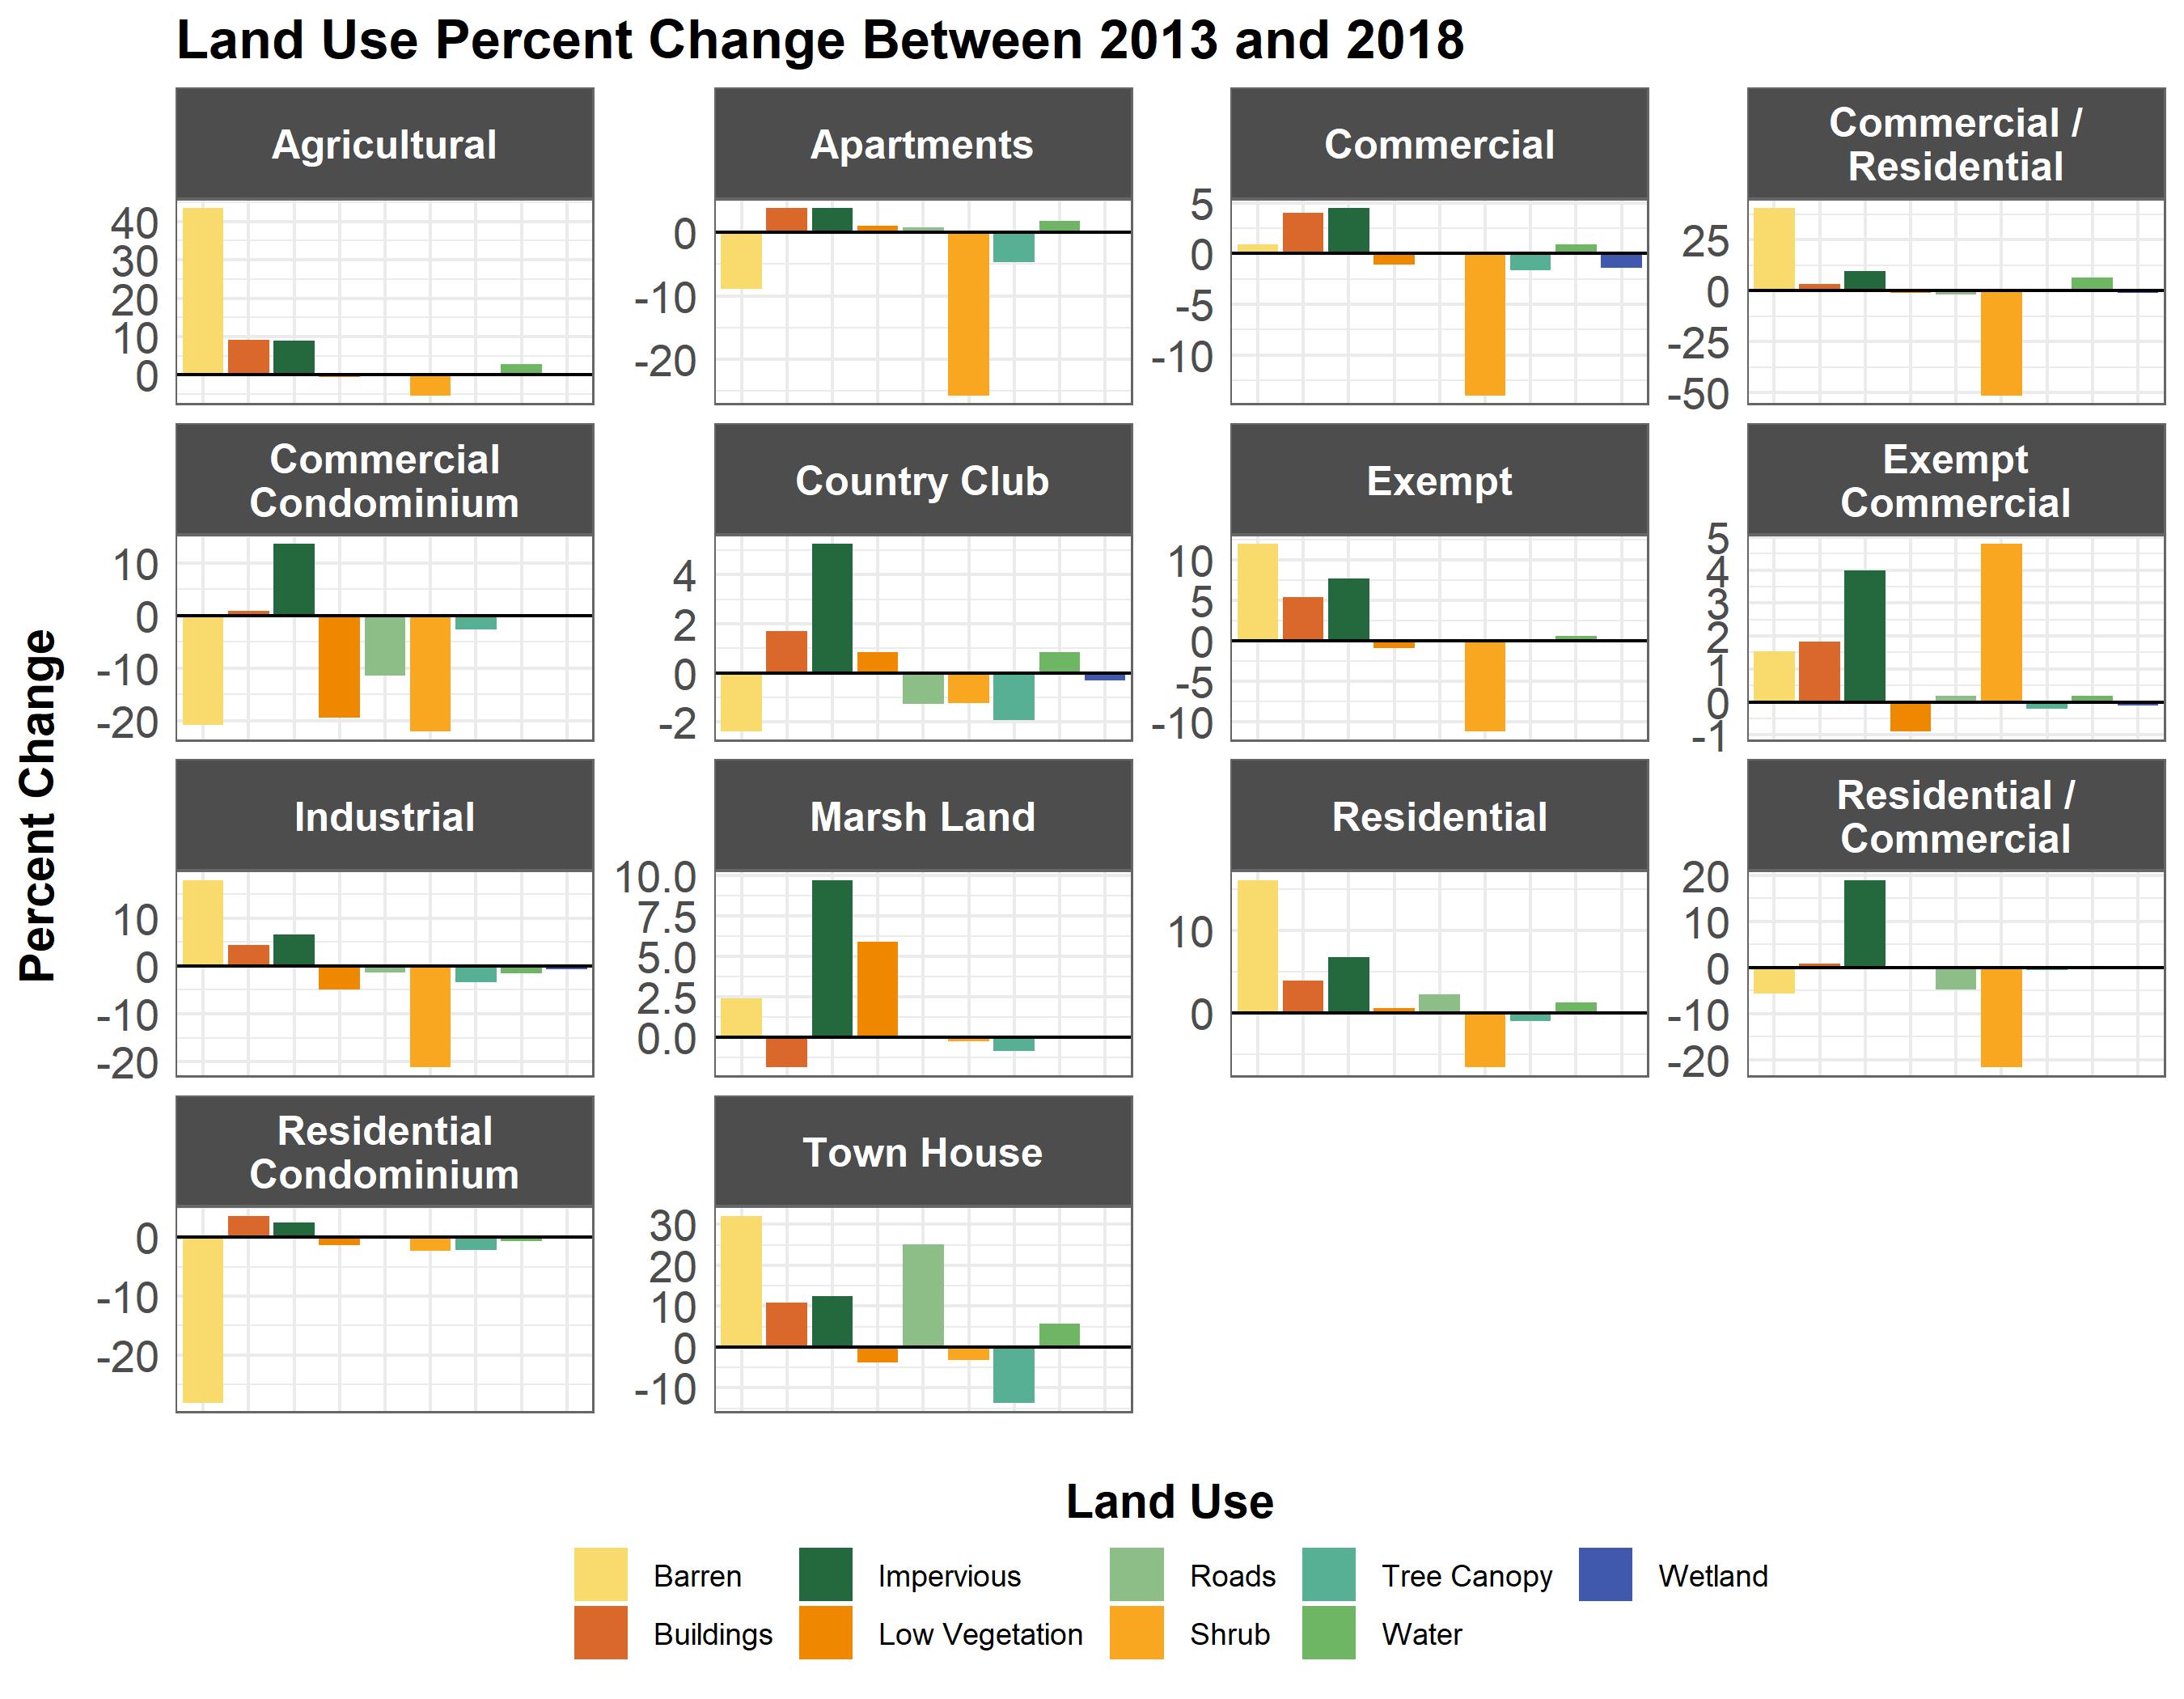 Land Use Percent Change Between 2013 and 2018
Percent Change
Agricultural
40
30
20
10
0
Apartments
0
-10
-20
Commercial
5
0
-5
-10
Commercial /
Residential
25
0
-25
-50
Commercial
Condominium
10
0
-10
-20
Country Club
4
2
0
-2
Exempt
10
5
0
-5
-10
Exempt
Commercial
5
4
3
2
1
0
-1
Industrial
10
0
-10
-20
Marsh Land
10.0
7.5
5.0
2.5
0.0
Residential
10
0
Residential /
Commercial
20
10
0
-10
-20
Residential
Condominium
0
-10
-20
Town House
30
20
10
0
-10
Land Use
Barren
Impervious
Roads
Tree Canopy
Wetland
Buildings
Low Vegetation
Shrub
Water